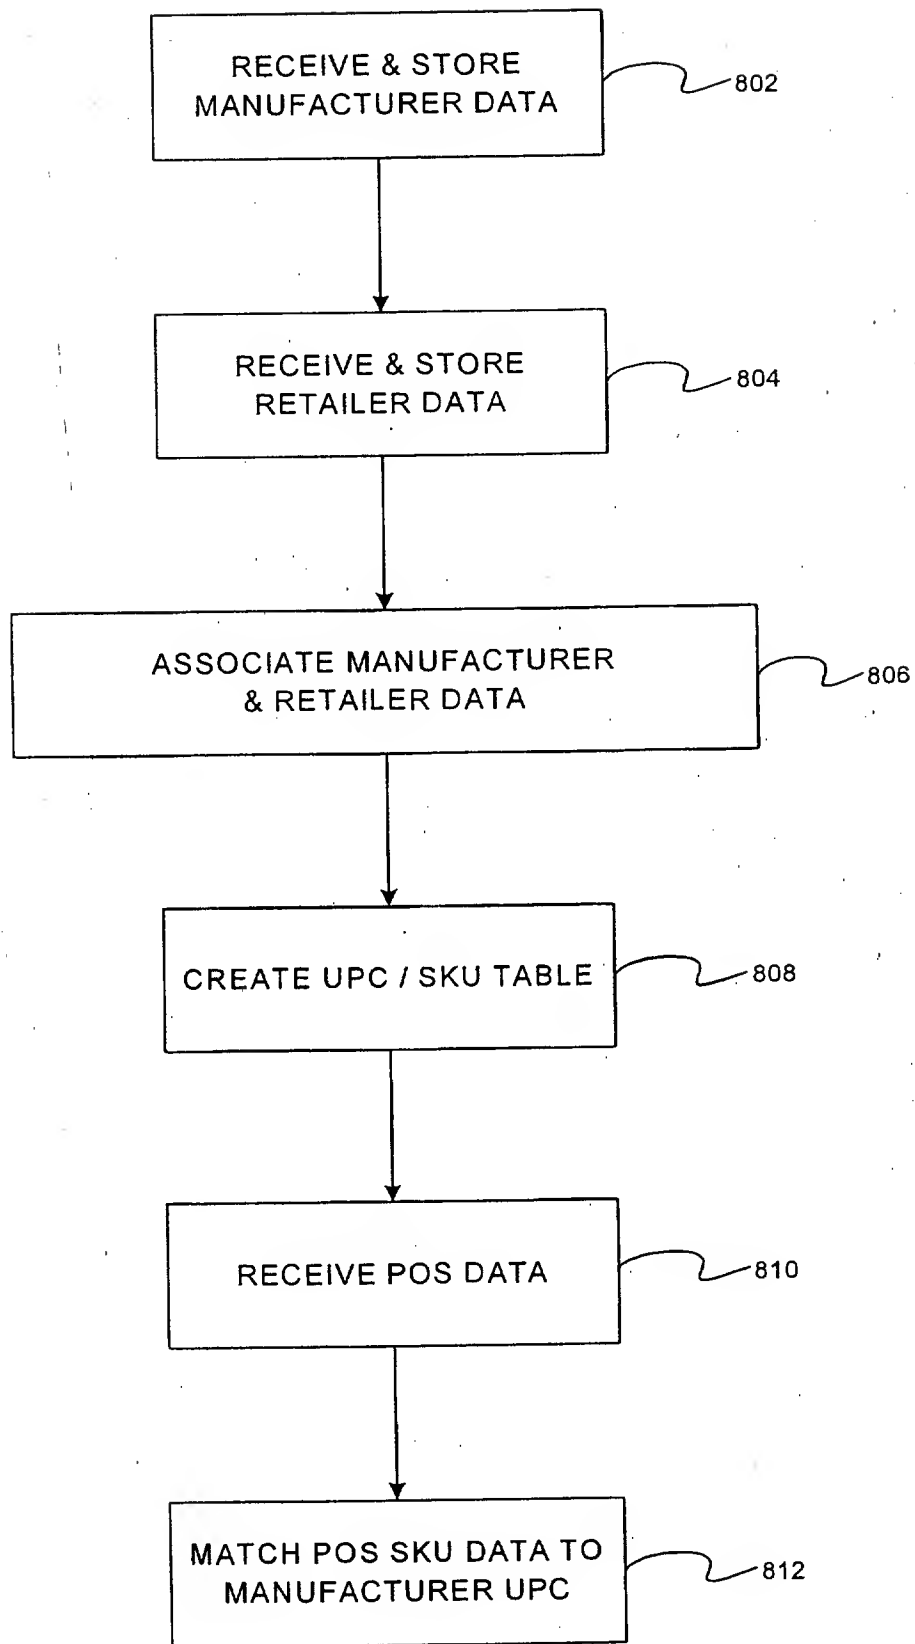 RECEIVE & STORE
MANUFACTURER DATA
802
RECEIVE & STORE
RETAILER DATA
804
ASSOCIATE MANUFACTURER
& RETAILER DATA
806
CREATE UPC / SKU TABLE
808
RECEIVE POS DATA
810
MATCH POS SKU DATA TO
MANUFACTURER UPC
812